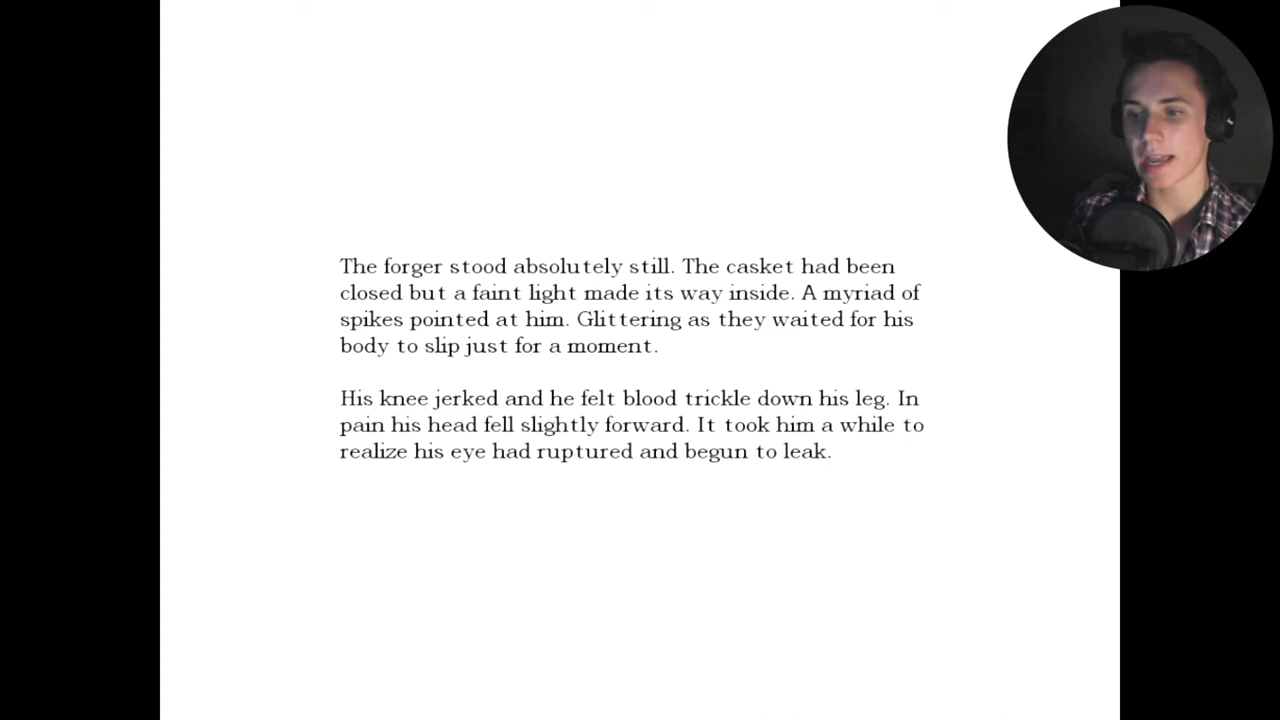 The forger stood absolutely still. The casket had been
closed but a faint light made its way inside. A myriad of
spikes pointed at him. Glittering as they waited for his
body to slip just for a moment.
His knee jerked and he felt blood trickle down his leg. In
pain his head fell slightly forward. It took him a while to
realize his eye had ruptured and begun to leak.